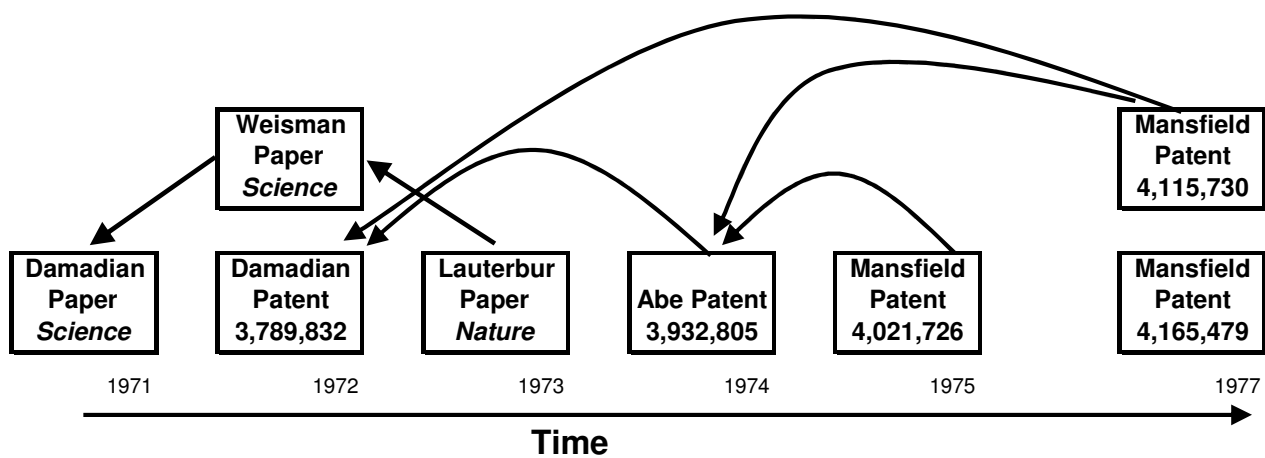 Weisman
Paper
Science
Mansfield
Patent
4,115,730
Damadian
Paper
Science
Damadian
Patent
3,789,832
Lauterbur
Paper
Nature
Abe Patent
3,932,805
Mansfield
Patent
4,021,726
Mansfield
Patent
4,165,479
1971
1972
1973
1974
1975
1977
Time